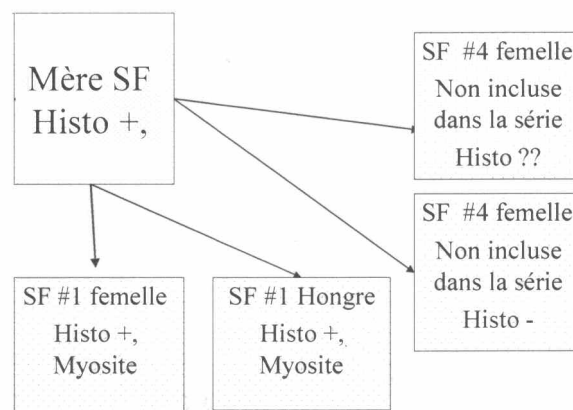 Mère SF
Histo +,
SF #4 femelle
Non incluse
dans la série
Histo ??
SF #4 femelle
Non incluse
dans la série
Histo -
SF #1 femelle
Histo +,
Myosite
SF #1 Hongre
Histo +,
Myosite